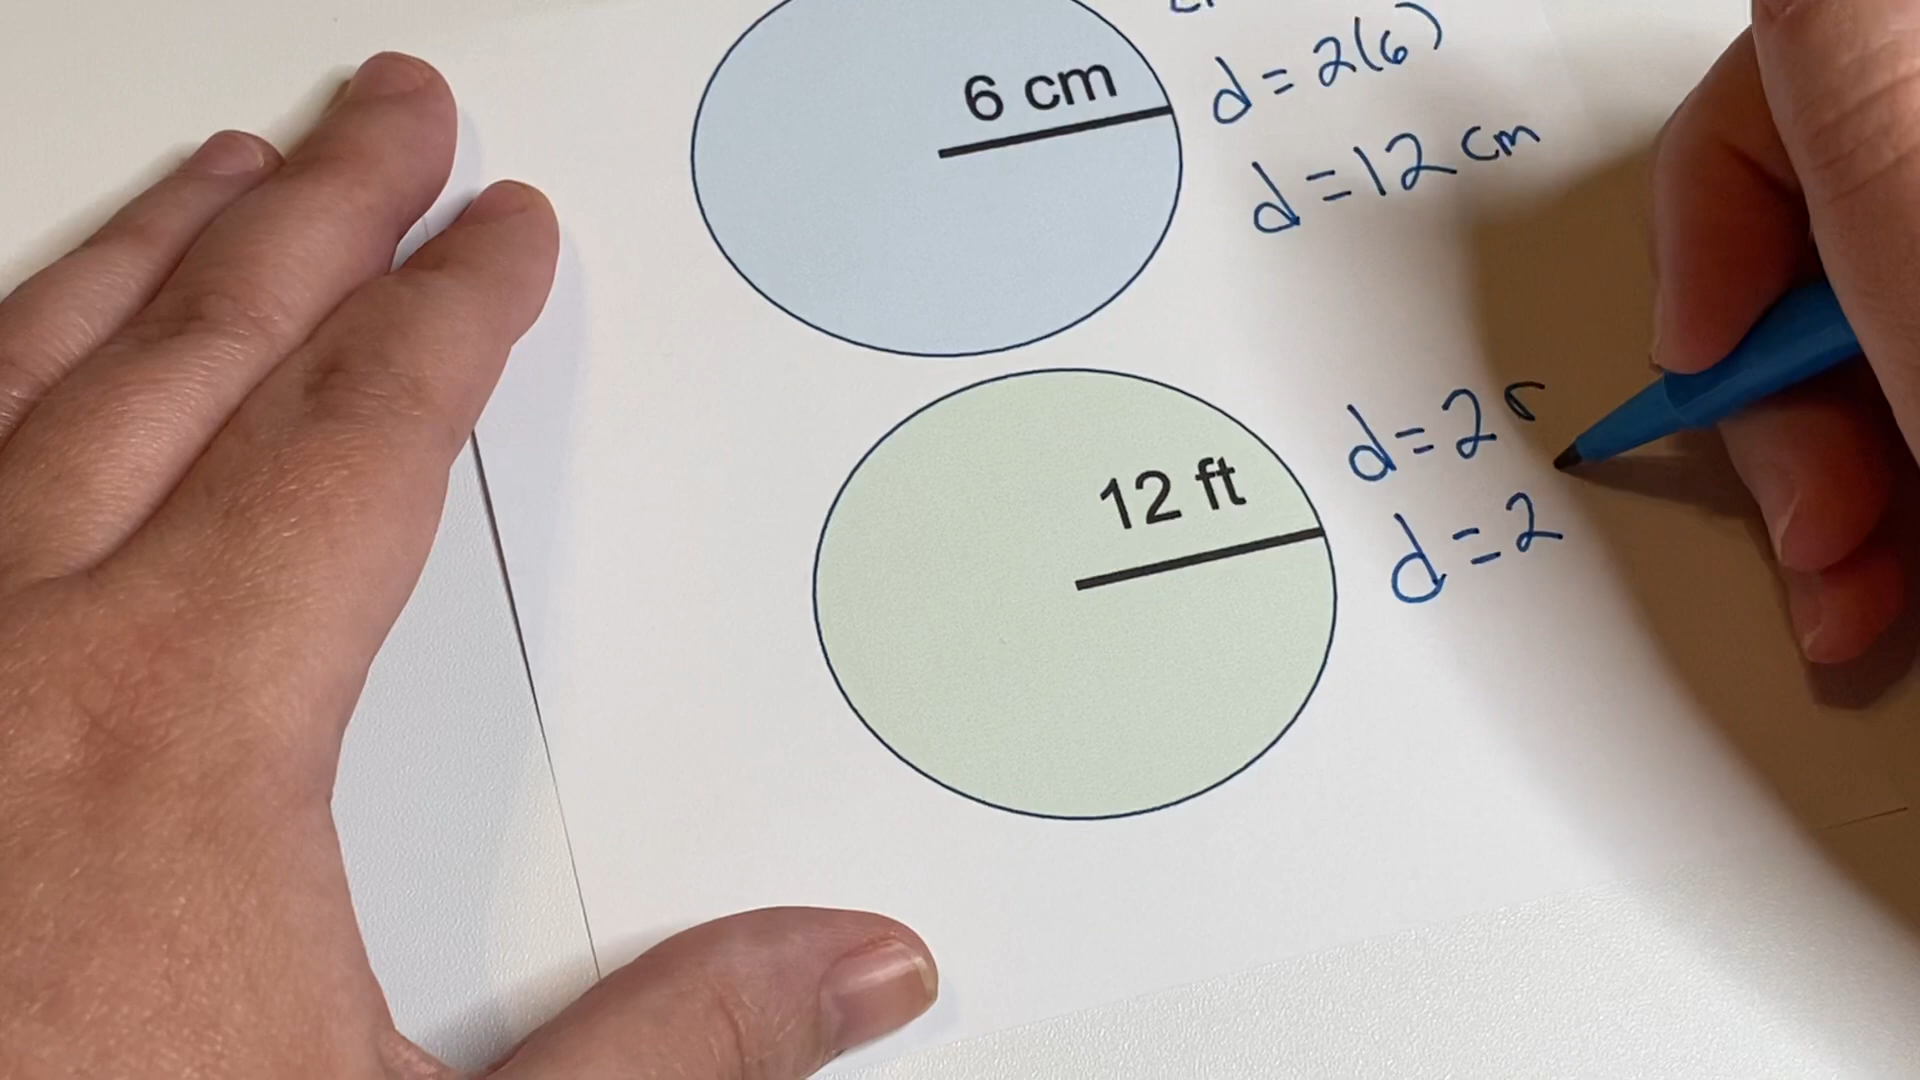 6 cm
d = 2(6)
d = 12 cm
12 ft
d = 2r
d = 2